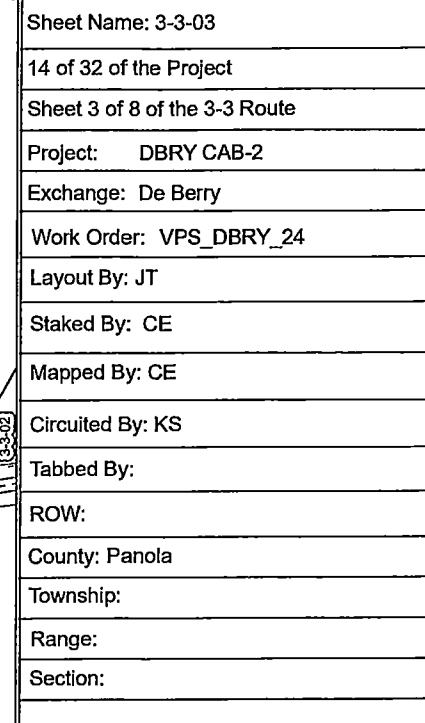 Sheet Name: 3-3-03
14 of 32 of the Project
Sheet 3 of 8 of the 3-3 Route
Project: DBRY CAB-2
Exchange: De Berry
Work Order: VPS_DBRY_24
Layout By: JT
Staked By: CE
Mapped By: CE
Circuited By: KS
Tabbed By:
ROW:
County: Panola
Township:
Range:
Section:
3-3-02